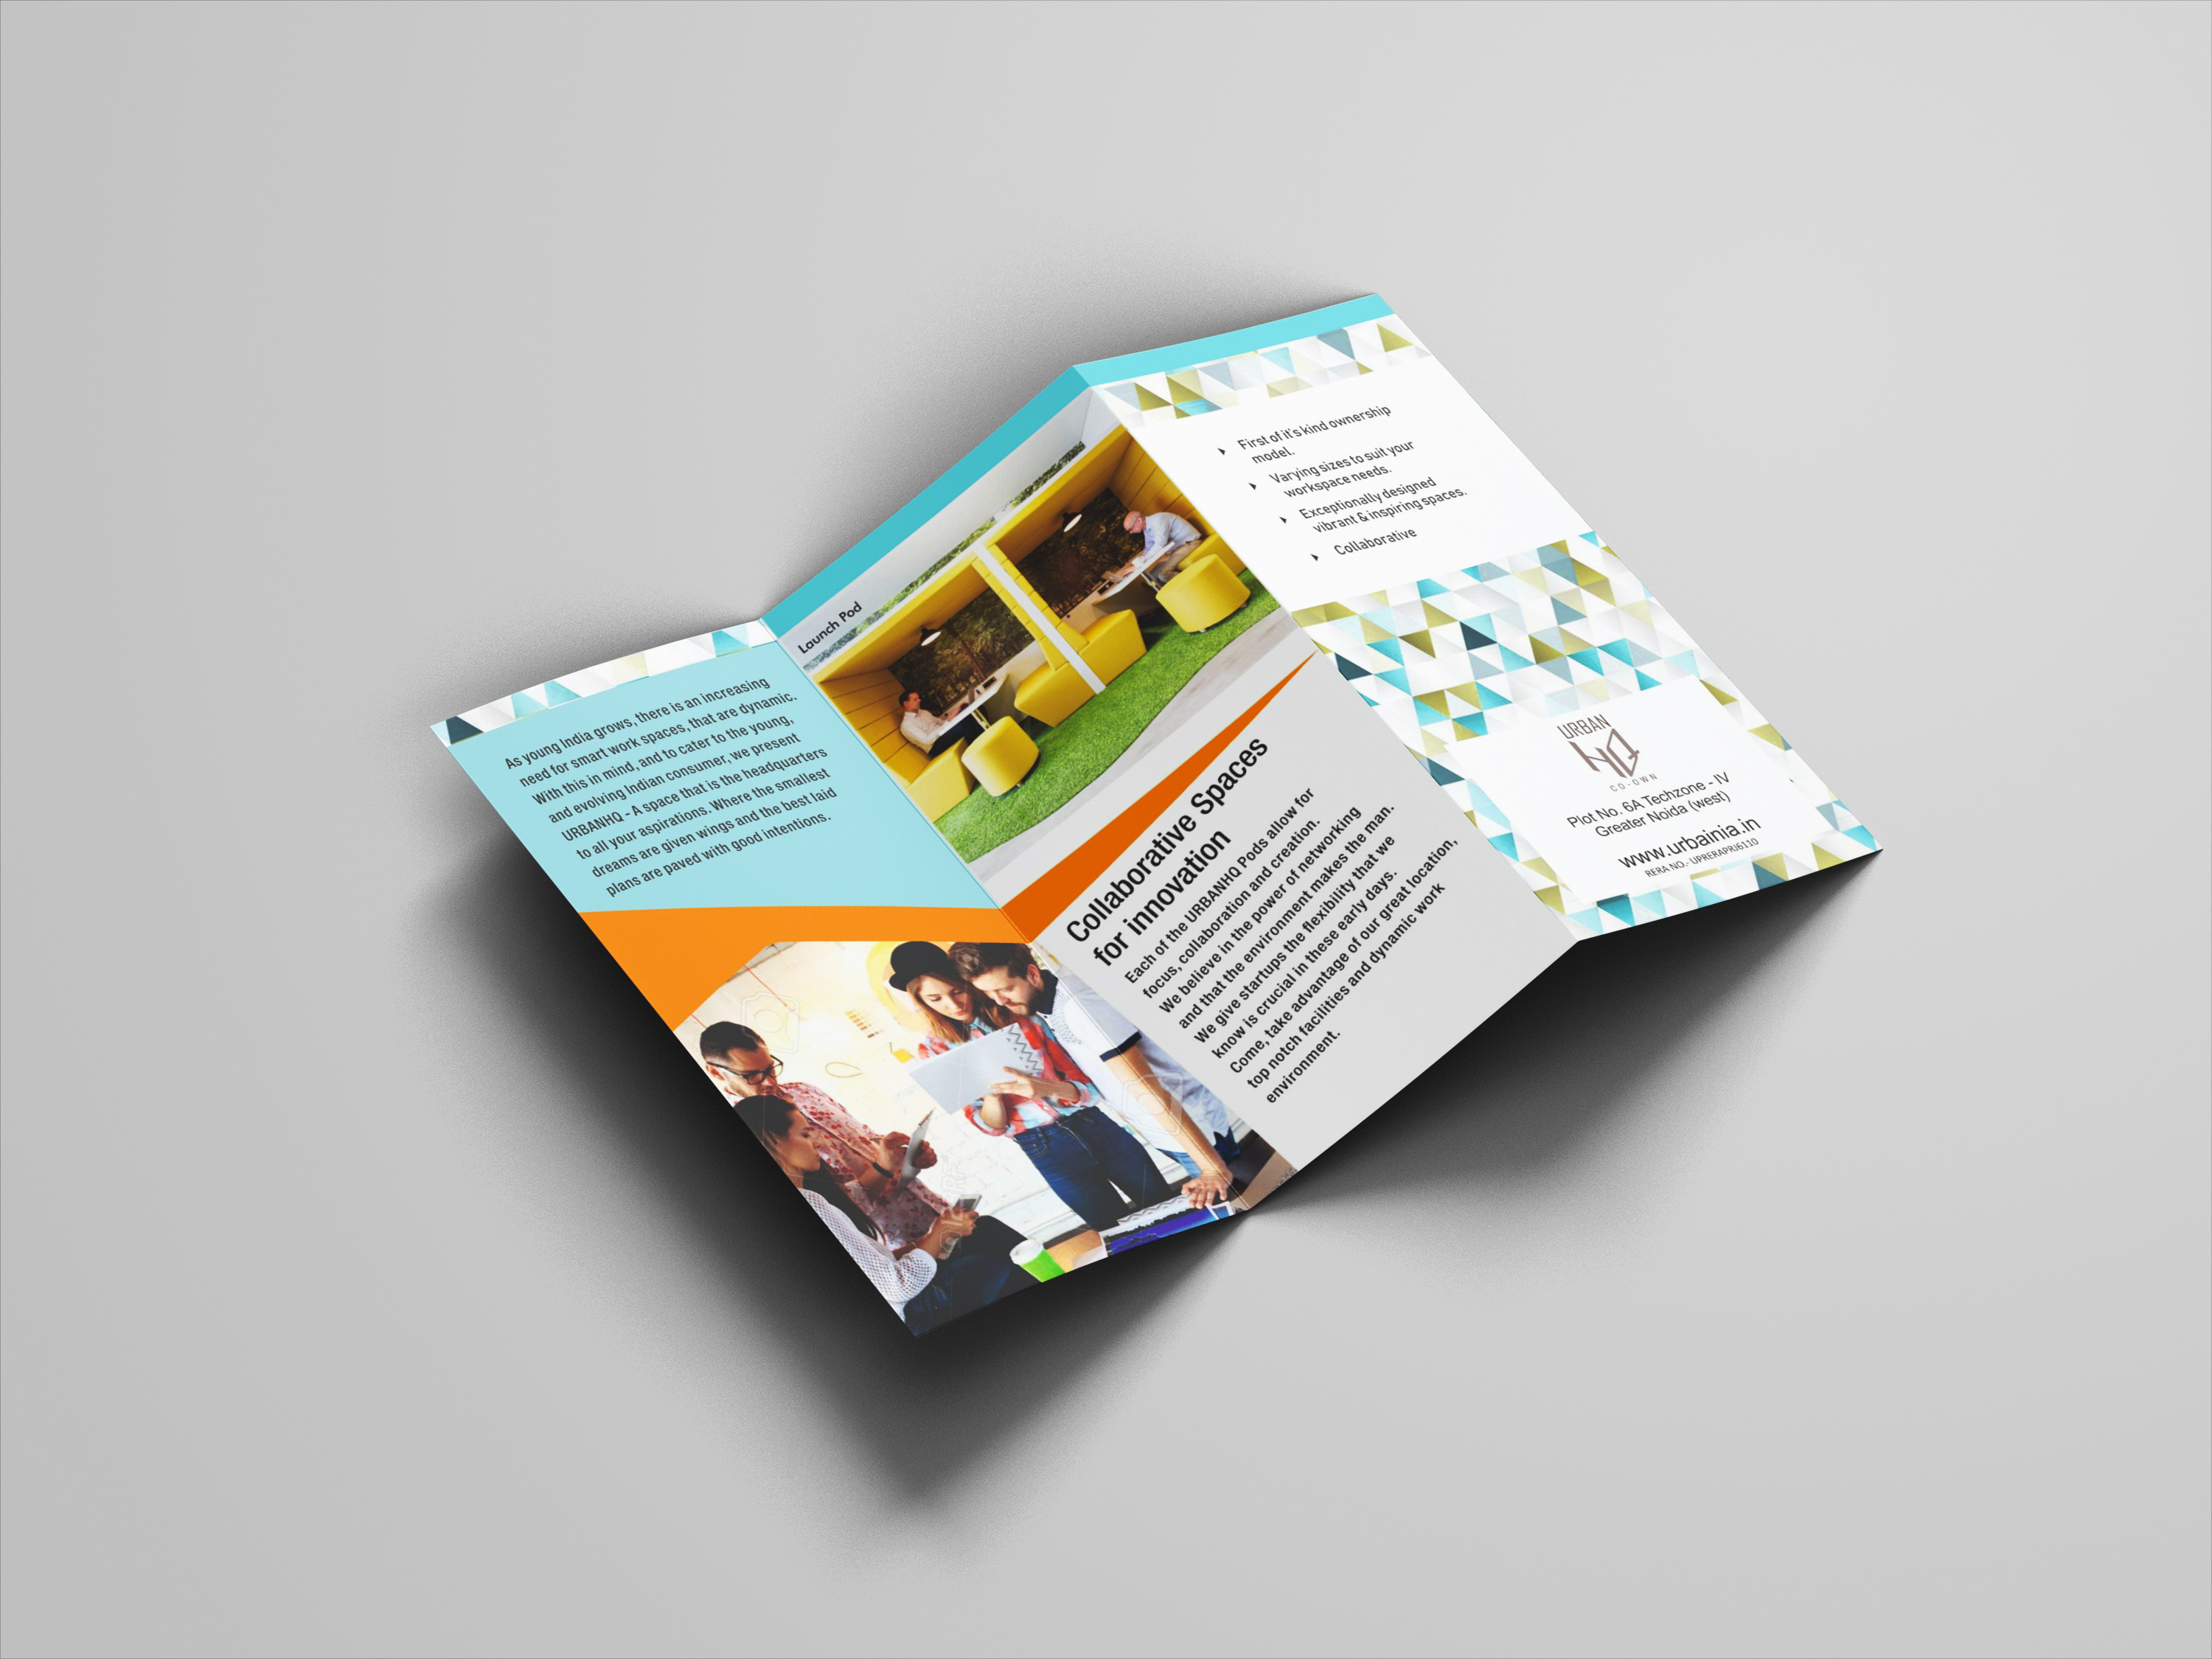 As young India grows, there is an increasing
need for smart work spaces, that are dynamic.
With this in mind, and to cater to the young,
and evolving Indian consumer, we present
URBANHQ - A space that is the headquarters
to all your aspirations. Where the smallest
dreams are given wings and the best laid
plans are paved with good intentions.
Launch Pod
Collaborative Spaces
for innovation
Each of the URBANHQ Pods allow for
focus, collaboration and creation.
We believe in the power of networking
and that the environment makes the man.
We give startups the flexibility that we
know is crucial in these early days.
Come, take advantage of our great location,
top notch facilities and dynamic work
environment.
First of it's kind ownership
model.
Varying sizes to suit your
workspace needs.
Exceptionally designed
vibrant & inspiring spaces.
Collaborative
URBAN
HQ
CO-OWN
Plot No. 6A Techzone - IV
Greater Noida (west)
www.urbainia.in
RERA NO.- UPRERAPRJ6110